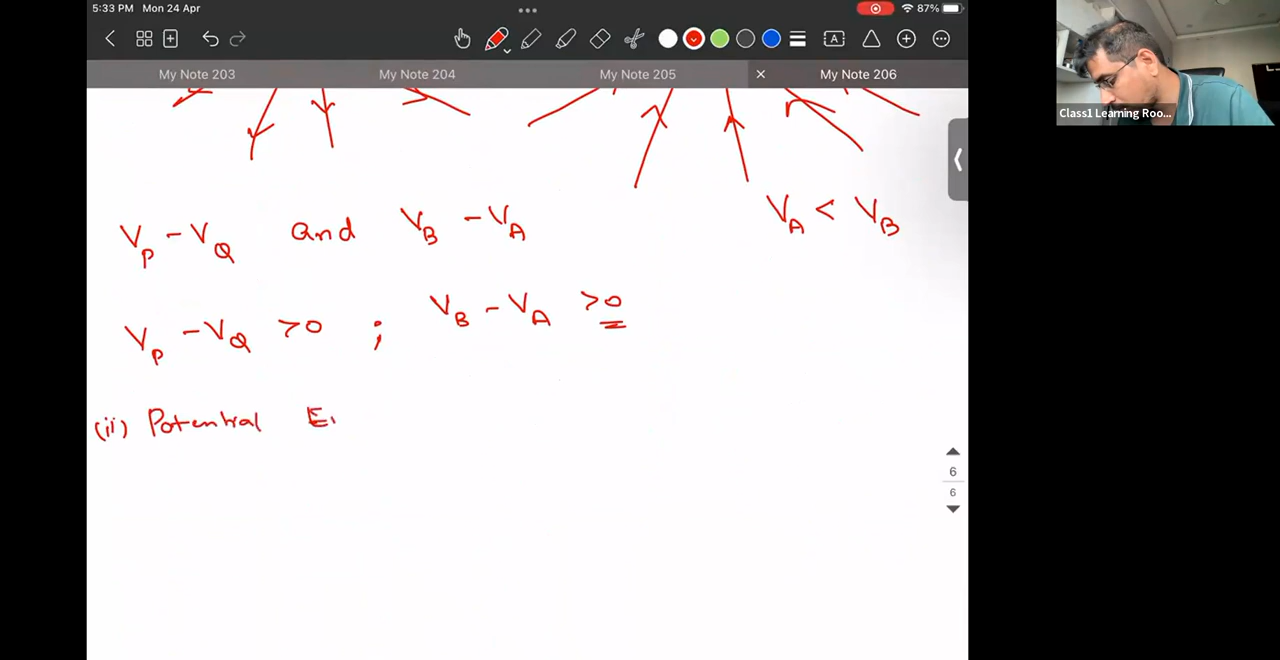 5:33 PM Mon 24 Apr
87%
A
My Note 203
My Note 204
My Note 205
My Note 206
Class1 Learning Roo...
V_A < V_B
V_P - V_Q and V_B - V_A
V_P - V_Q >0 ; V_B - V_A >0
(ii) Potential En
6
6